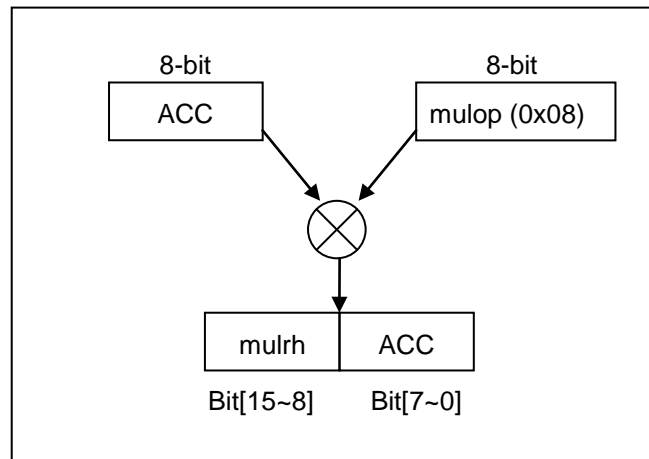 8-bit 8-bit
ACC mulop (0x08)
mulrh ACC
Bit[15~8] Bit[7~0]